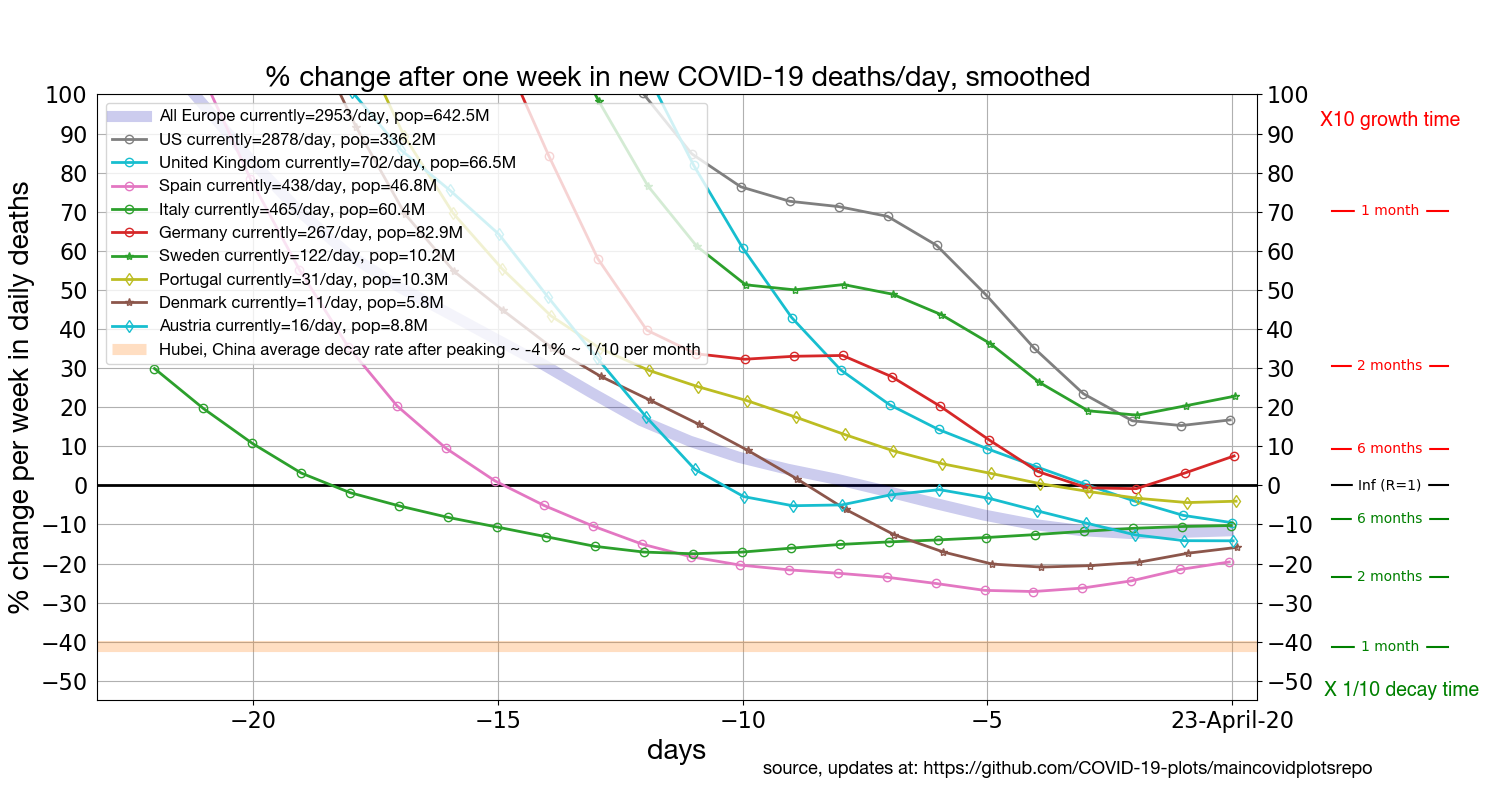 % change after one week in new COVID-19 deaths/day, smoothed
% change per week in daily deaths
100
90
80
70
60
50
40
30
20
10
0
−10
−20
−30
−40
−50
All Europe currently=2953/day, pop=642.5M
US currently=2878/day, pop=336.2M
United Kingdom currently=702/day, pop=66.5M
Spain currently=438/day, pop=46.8M
Italy currently=465/day, pop=60.4M
Germany currently=267/day, pop=82.9M
Sweden currently=122/day, pop=10.2M
Portugal currently=31/day, pop=10.3M
Denmark currently=11/day, pop=5.8M
Austria currently=16/day, pop=8.8M
Hubei, China average decay rate after peaking ~ -41% ~ 1/10 per month
100
90
80
70
60
50
40
30
20
10
0
−10
−20
−30
−40
−50
X10 growth time
1 month
2 months
6 months
Inf (R=1)
6 months
2 months
1 month
X 1/10 decay time
−20 −15 −10 −5 23-April-20
days
source, updates at: https://github.com/COVID-19-plots/maincovidplotsrepo